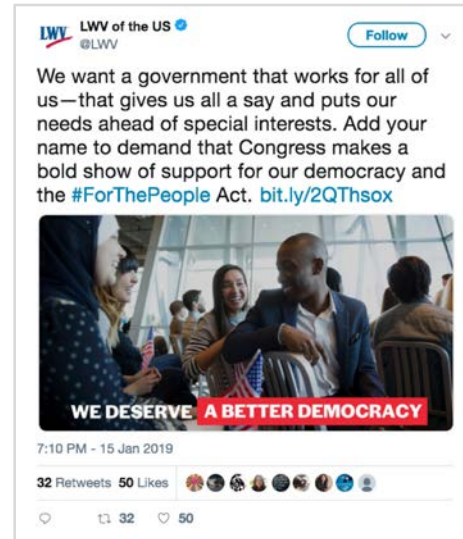 LWV LWV of the US
@LWV
Follow
We want a government that works for all of
us—that gives us all a say and puts our
needs ahead of special interests. Add your
name to demand that Congress makes a
bold show of support for our democracy and
the #ForThePeople Act. bit.ly/2QThsox
WE DESERVE A BETTER DEMOCRACY
7:10 PM - 15 Jan 2019
32 Retweets 50 Likes
32 50